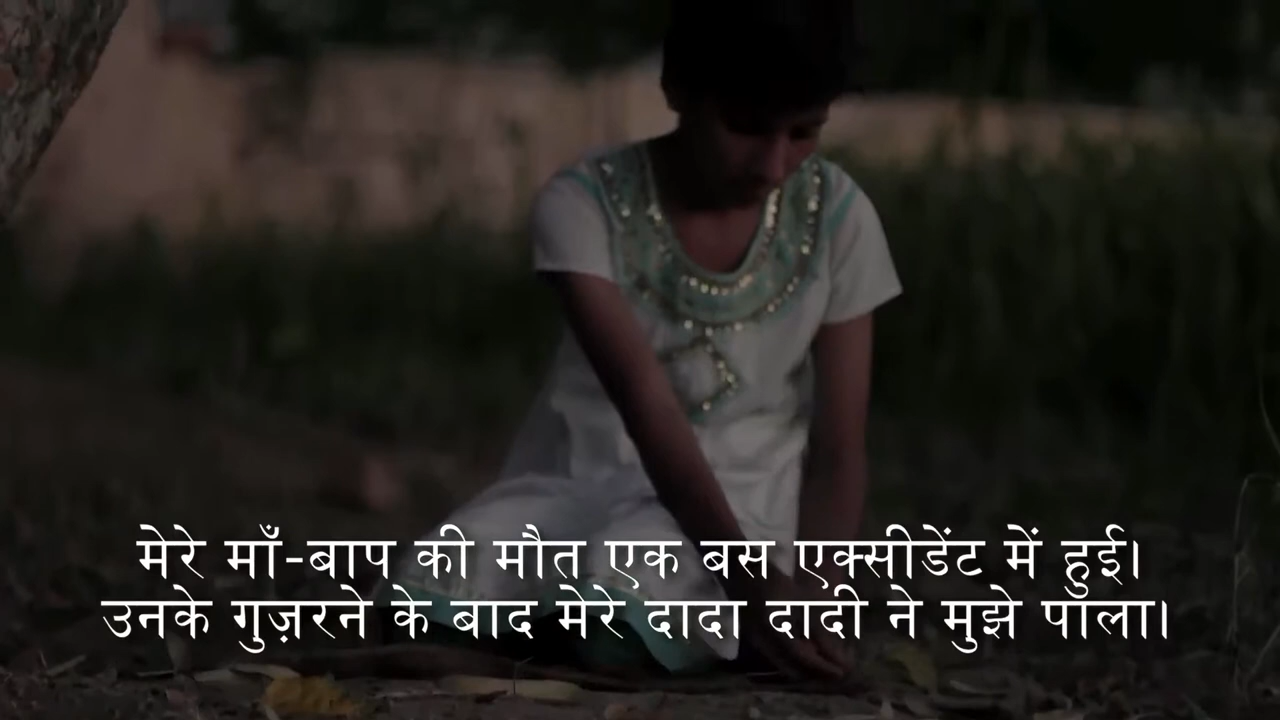 मेरे माँ-बाप की मौत एक बस एक्सीडेंट में हुई।
उनके गुज़रने के बाद मेरे दादा दादी ने मुझे पाला।